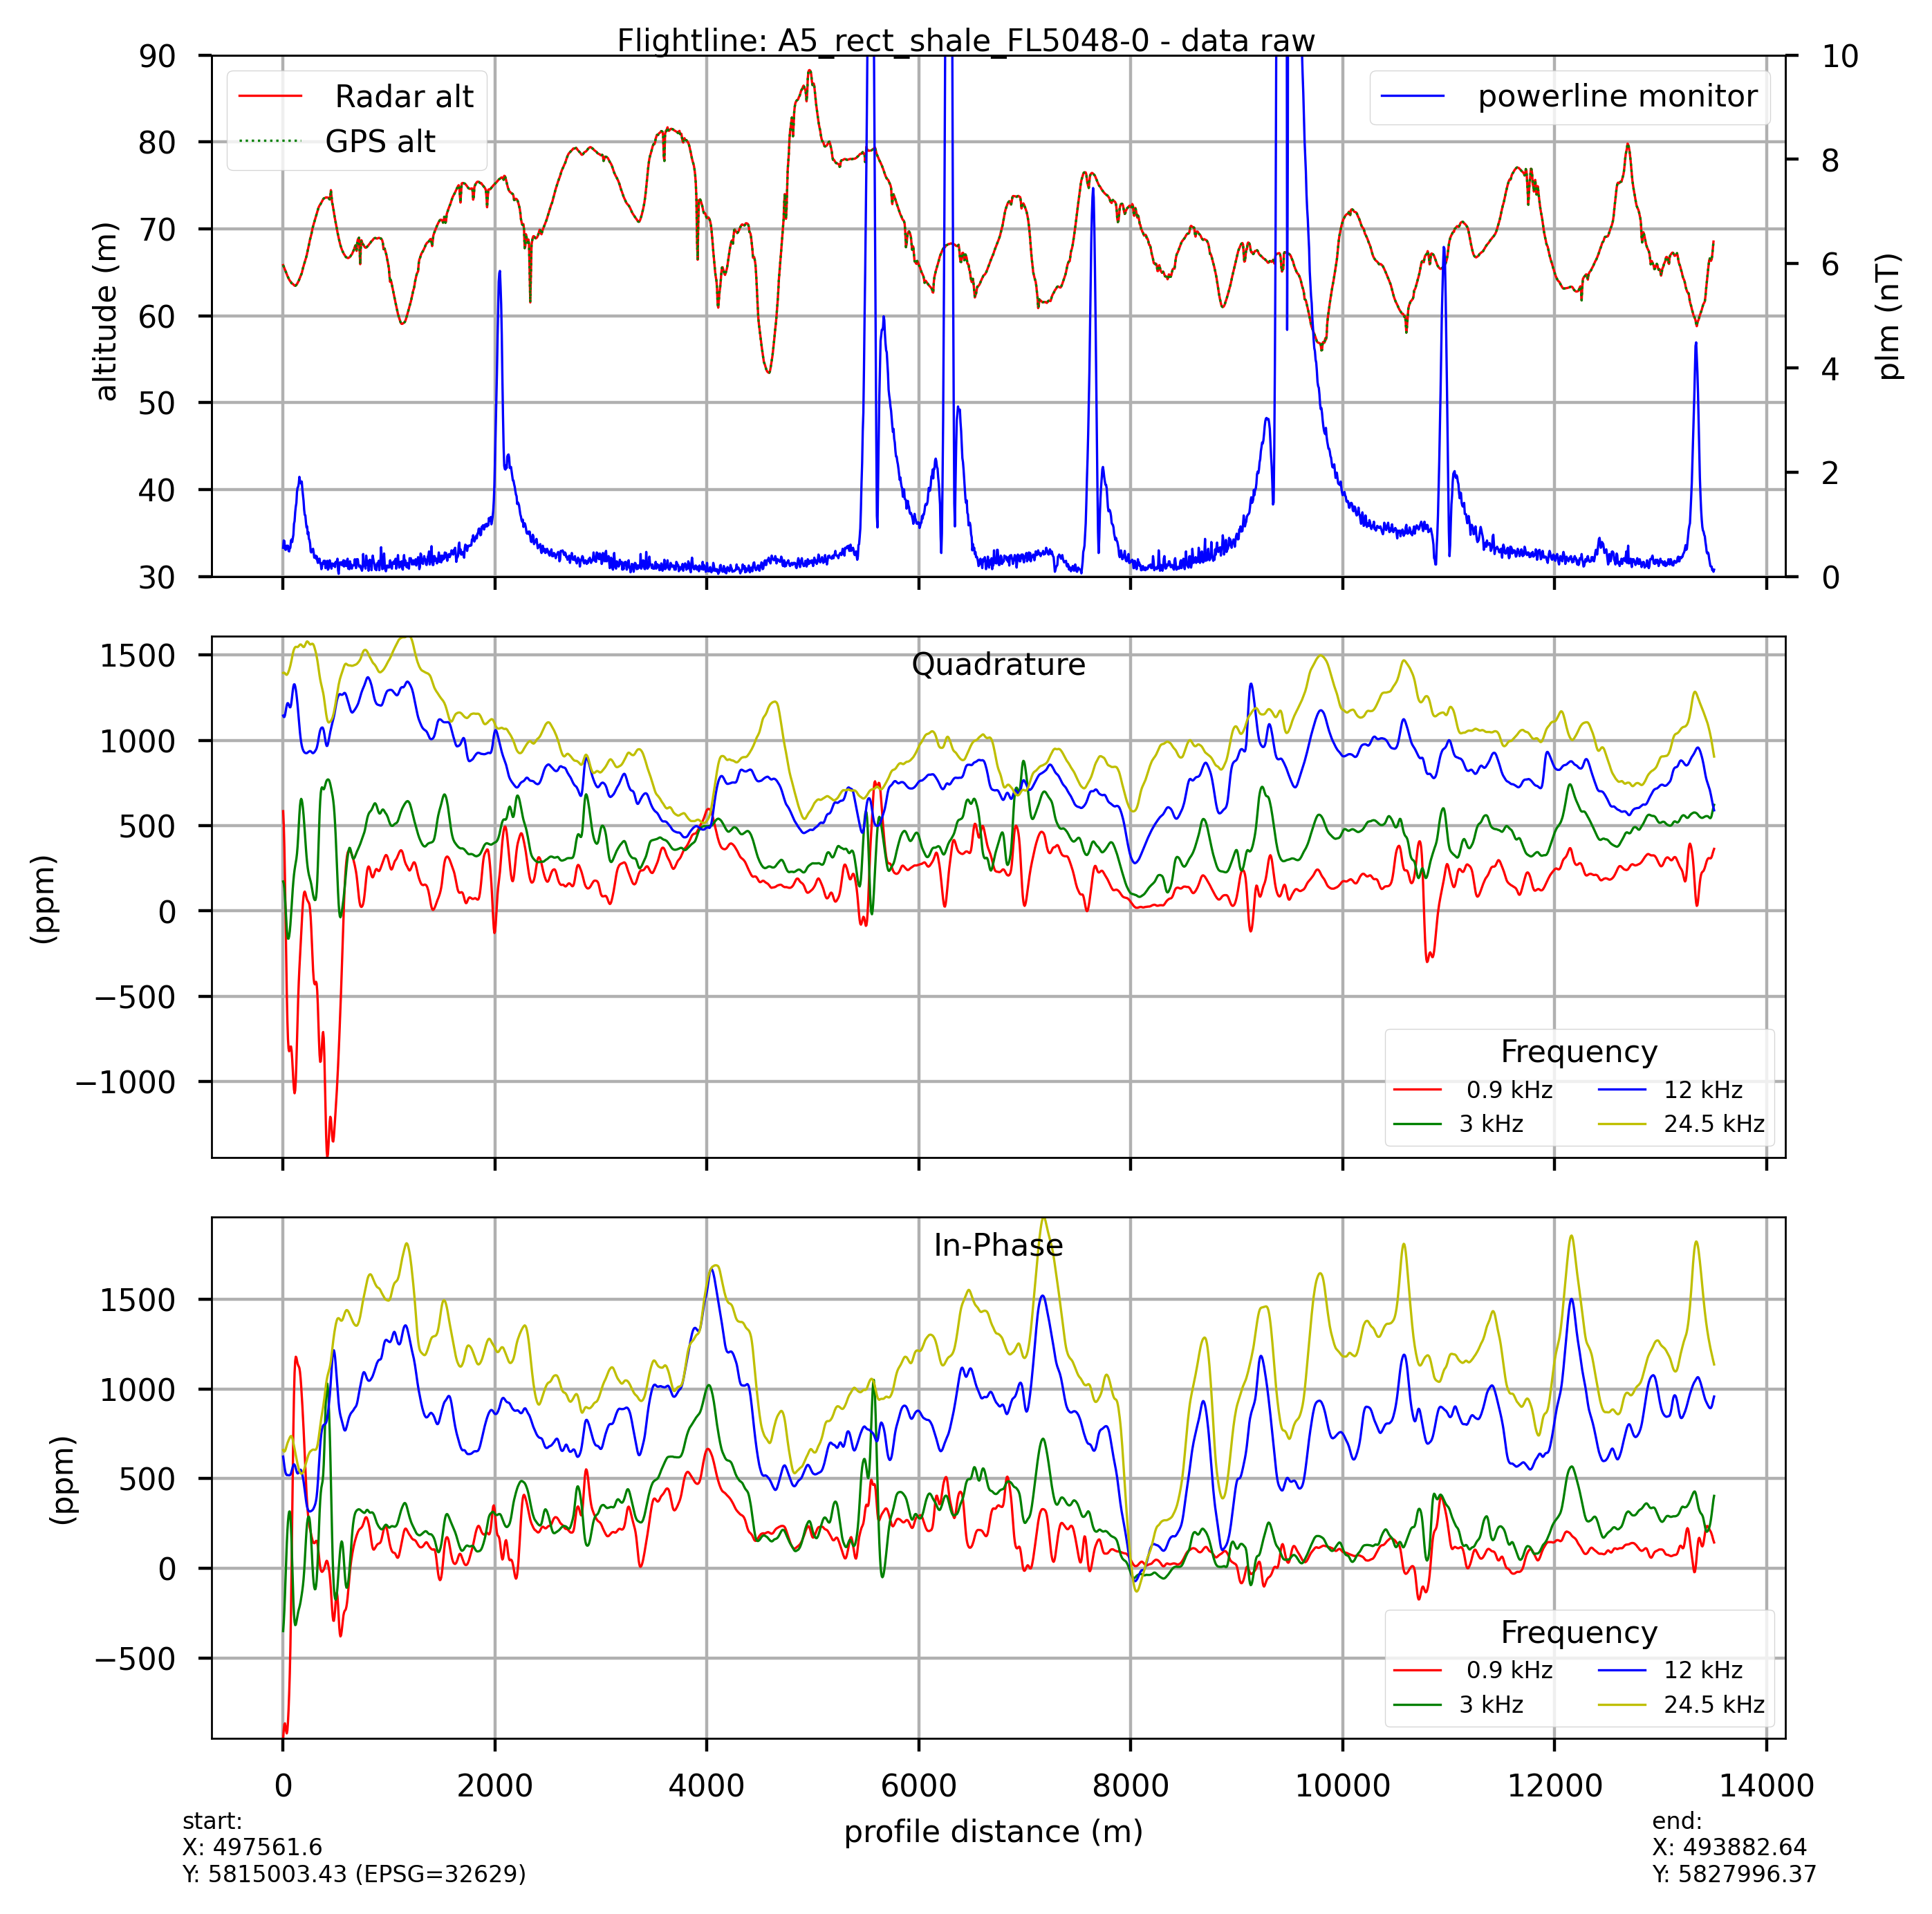 Flightline: A5_rect_shale_FL5048-0 - data raw
90
80
70
60
50
40
30
altitude (m)
Radar alt
GPS alt
powerline monitor
10
8
6
4
2
0
plm (nT)
Quadrature
1500
1000
500
0
−500
−1000
(ppm)
Frequency
0.9 kHz
3 kHz
12 kHz
24.5 kHz
In-Phase
1500
1000
500
0
−500
(ppm)
Frequency
0.9 kHz
3 kHz
12 kHz
24.5 kHz
0 2000 4000 6000 8000 10000 12000 14000
profile distance (m)
start:
X: 497561.6
Y: 5815003.43 (EPSG=32629)
end:
X: 493882.64
Y: 5827996.37